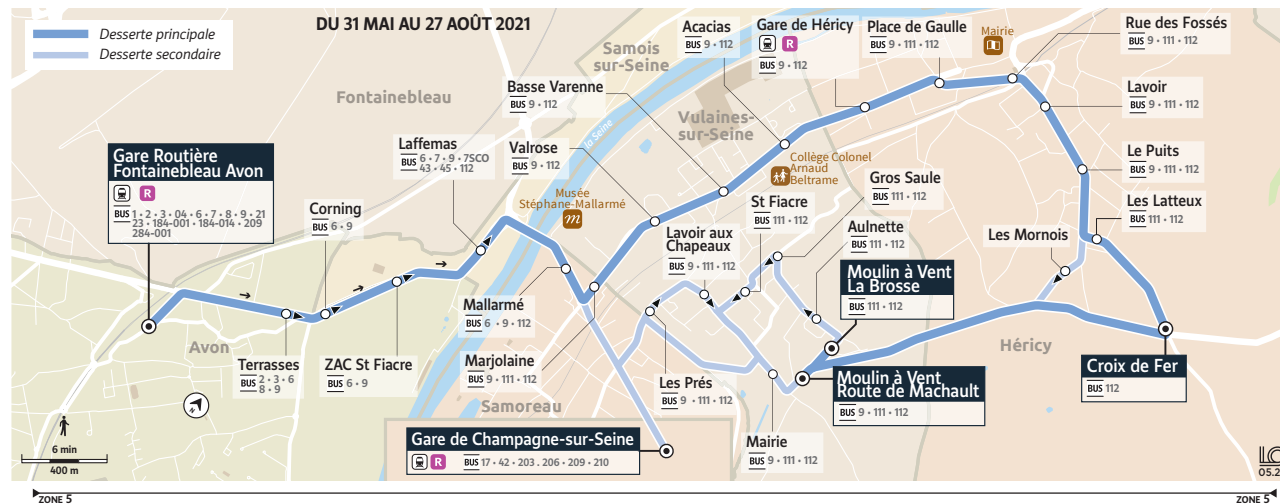 DU 31 MAI AU 27 AOÛT 2021
Desserte principale
Desserte secondaire
Fontainebleau
Samois
sur-Seine
la Seine
Vulaines-
sur-Seine
Avon
Samoreau
Héricy
Gare Routière
Fontainebleau Avon
R
BUS 1 • 2 • 3 • 04 • 6 • 7 • 8 • 9 • 21
23 • 184-001 • 184-014 • 209
284-001
Terrasses
BUS 2 • 3 • 6
8 • 9
Corning
BUS 6 • 9
ZAC St Fiacre
BUS 6 • 9
Laffemas
BUS 6 • 7 • 9 • 7SCO
43 • 45 • 112
Musée
Stéphane-Mallarmé
m
Mallarmé
BUS 6 • 9 • 112
Marjolaine
BUS 9 • 111 • 112
Valrose
BUS 9 • 112
Basse Varenne
BUS 9 • 112
Acacias
BUS 9 • 112
Collège Colonel
Arnaud
Beltrame
Gare de Héricy
R
BUS 9 • 112
Place de Gaulle
BUS 9 • 111 • 112
Mairie
Rue des Fossés
BUS 9 • 111 • 112
Lavoir
BUS 9 • 111 • 112
Le Puits
BUS 9 • 111 • 112
Les Latteux
BUS 111 • 112
Les Mornois
Croix de Fer
BUS 112
Gros Saule
BUS 111 • 112
St Fiacre
BUS 111 • 112
Aulnette
BUS 111 • 112
Lavoir aux
Chapeaux
BUS 9 • 111 • 112
Moulin à Vent
La Brosse
BUS 111 • 112
Moulin à Vent
Route de Machault
BUS 9 • 111 • 112
Les Prés
BUS 9 • 111 • 112
Mairie
BUS 9 • 111 • 112
Gare de Champagne-sur-Seine
R
BUS 17 • 42 • 203 . 206 • 209 • 210
6 min
400 m
05.2
ZONE 5
ZONE 5